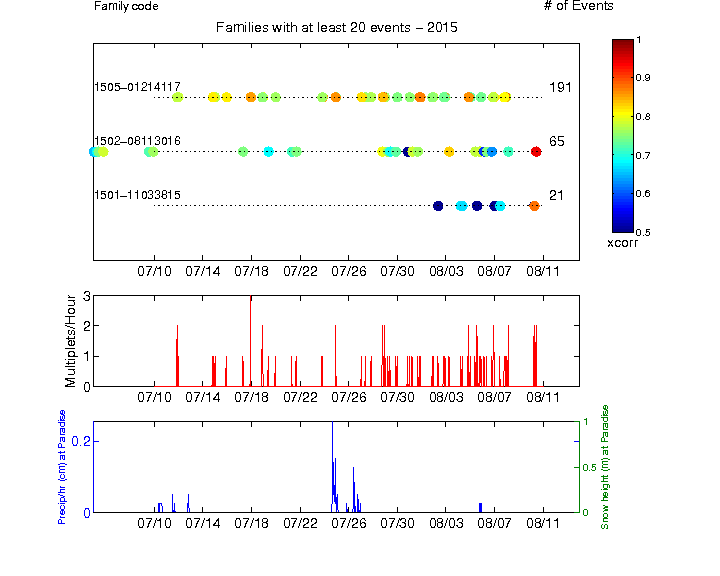 Family code # of Events
Families with at least 20 events − 2015
1505−01214117 191
1502−08113016 65
1501−11033815 21
07/10 07/14 07/18 07/22 07/26 07/30 08/03 08/07 08/11
1
0.9
0.8
0.7
0.6
0.5
xcorr
Multiplets/Hour
3
2
1
0
07/10 07/14 07/18 07/22 07/26 07/30 08/03 08/07 08/11
Precip/hr (cm) at Paradise
0.2
0
1
0.5
0
Snow height (m) at Paradise
07/10 07/14 07/18 07/22 07/26 07/30 08/03 08/07 08/11